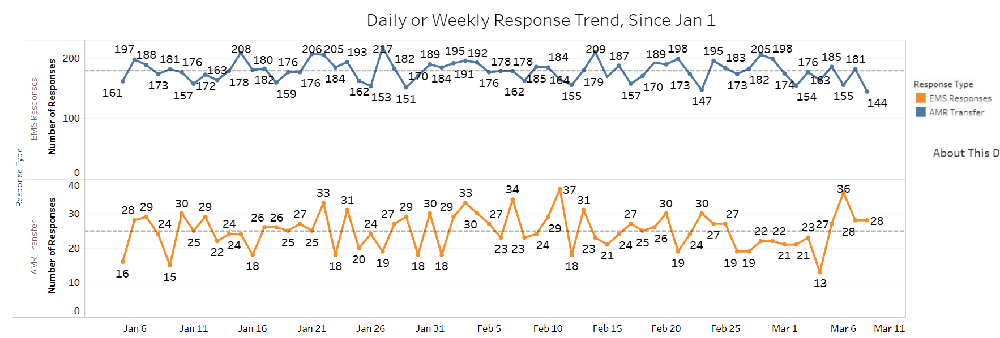 Daily or Weekly Response Trend, Since Jan 1
Response Type
EMS Responses
Number of Responses
200
100
0
197 188 181 176 208 180 176 206 205 193 217 182 189 195 192 178 178 184 209 187 189 198 195 183 205 198 176 185 181
161 173 157 172 163 178 182 159 176 184 162 153 151 170 184 191 176 162 185 164 155 179 157 170 173 147 173 182 174 154 163 155 144
AMR Transfer
Number of Responses
40
30
20
10
0
28 29 24 30 29 24 26 26 27 33 31 24 27 29 30 29 33 27 34 37 31 27 30 30 27 22 22 23 27 36 28
16 15 25 22 24 18 25 25 18 20 19 18 18 30 23 23 24 29 18 23 21 24 25 26 19 24 27 19 19 21 21 13 28
Jan 6 Jan 11 Jan 16 Jan 21 Jan 26 Jan 31 Feb 5 Feb 10 Feb 15 Feb 20 Feb 25 Mar 1 Mar 6 Mar 11
Response Type
EMS Responses
AMR Transfer
About This D